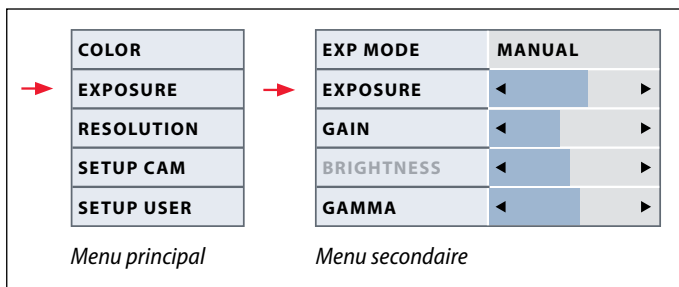 COLOR
EXPOSURE
RESOLUTION
SETUP CAM
SETUP USER
Menu principal
EXP MODE MANUAL
EXPOSURE
GAIN
BRIGHTNESS
GAMMA
Menu secondaire